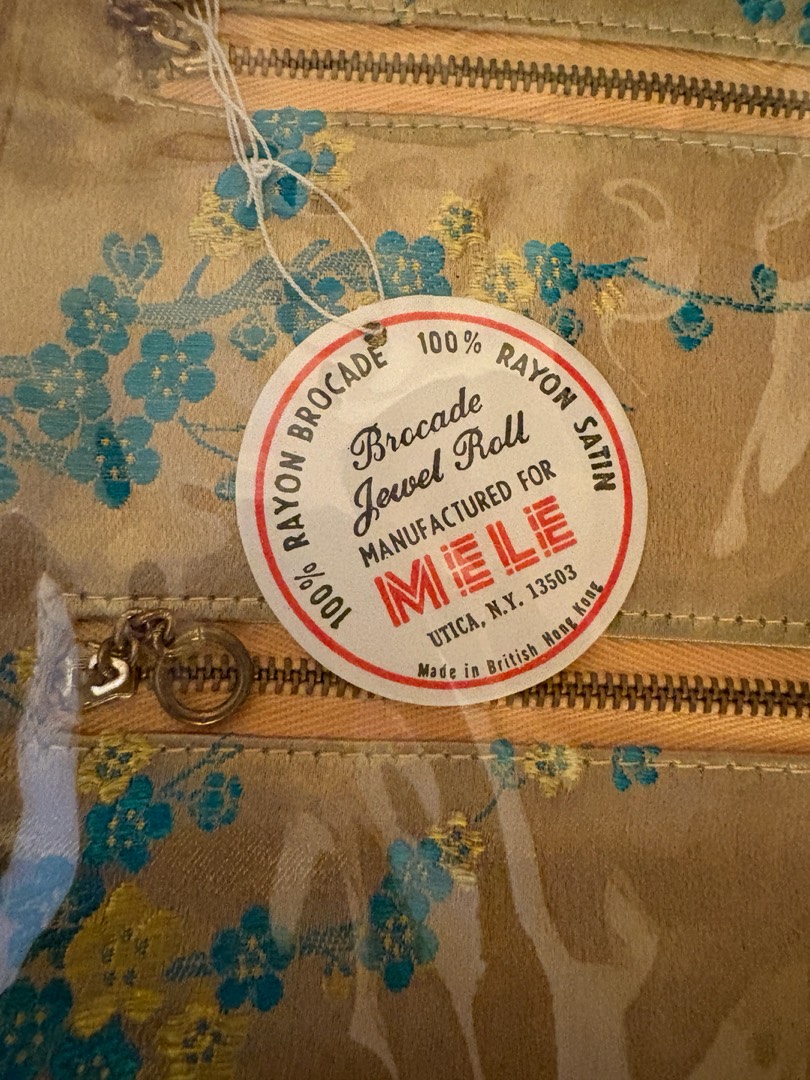 100% RAYON BROCADE
100% RAYON SATIN
Brocade
Jewel Roll
MANUFACTURED FOR
MELE
UTICA, N.Y. 13503
Made in British Hong Kong